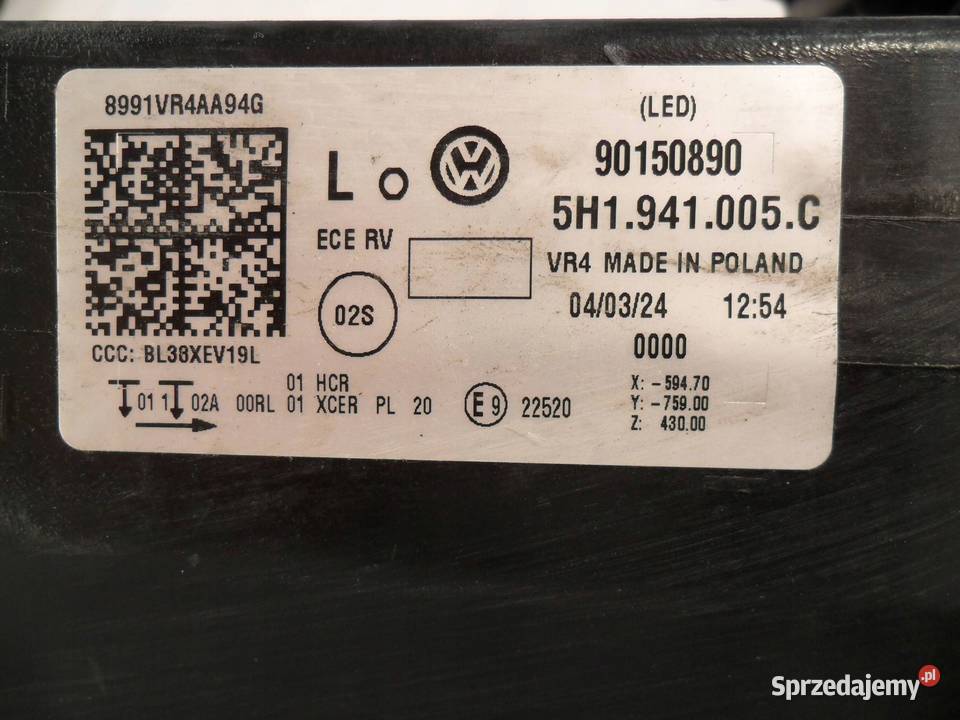 8991VR4AA94G
L o
ECE RV
02S
CCC: BL38XEV19L
(LED)
90150890
5H1.941.005.C
VR4 MADE IN POLAND
04/03/24 12:54
0000
X: -594.70
Y: -759.00
Z: 430.00
01 HCR
01 1 02A 00RL 01 XCER PL 20 E9 22520
Sprzedajemy.pl